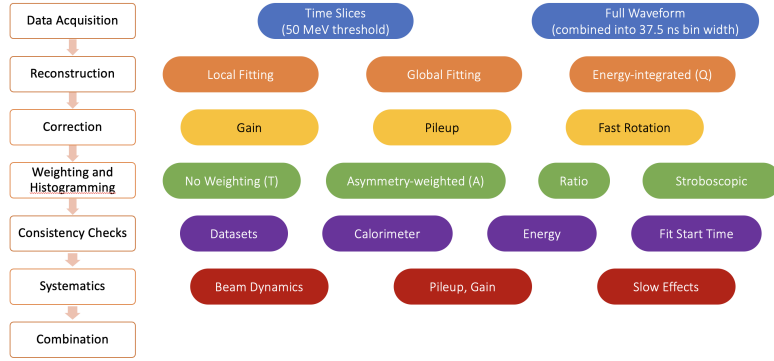 Data Acquisition
Time Slices
(50 MeV threshold)
Full Waveform
(combined into 37.5 ns bin width)
Reconstruction
Local Fitting
Global Fitting
Energy-integrated (Q)
Correction
Gain
Pileup
Fast Rotation
Weighting and
Histogramming
No Weighting (T)
Asymmetry-weighted (A)
Ratio
Stroboscopic
Consistency Checks
Datasets
Calorimeter
Energy
Fit Start Time
Systematics
Beam Dynamics
Pileup, Gain
Slow Effects
Combination